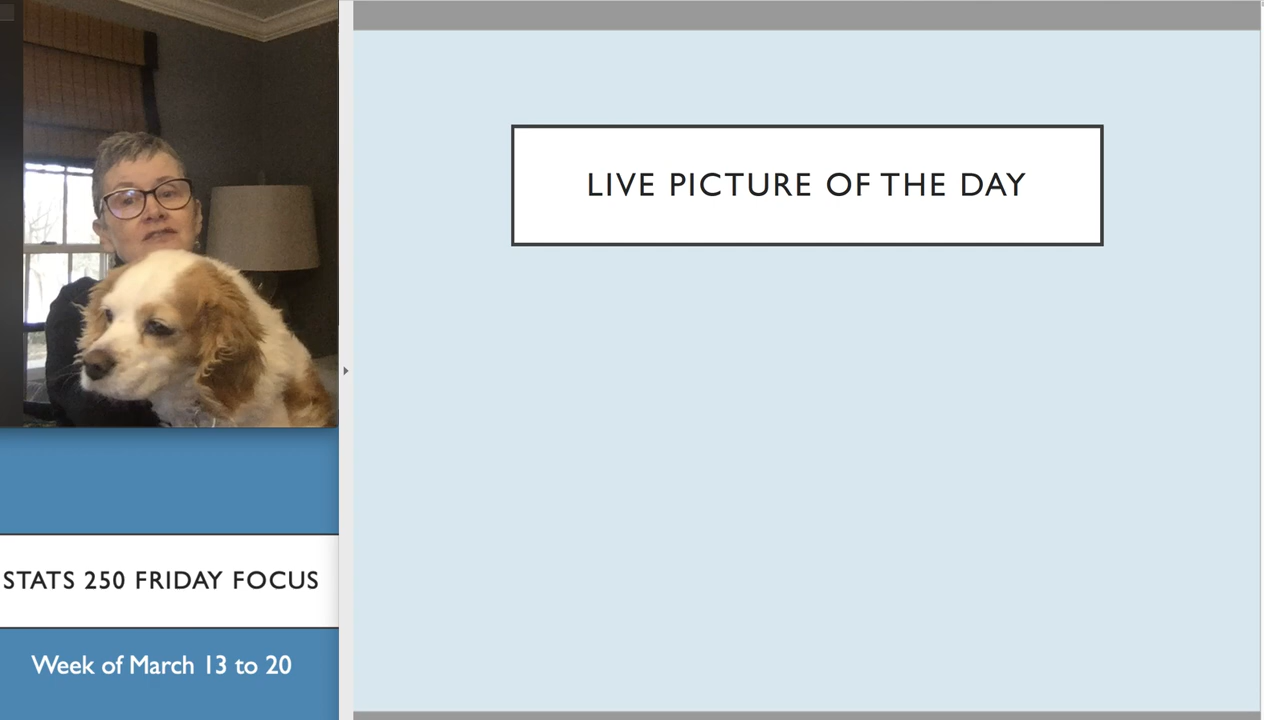 LIVE PICTURE OF THE DAY
STATS 250 FRIDAY FOCUS
Week of March 13 to 20